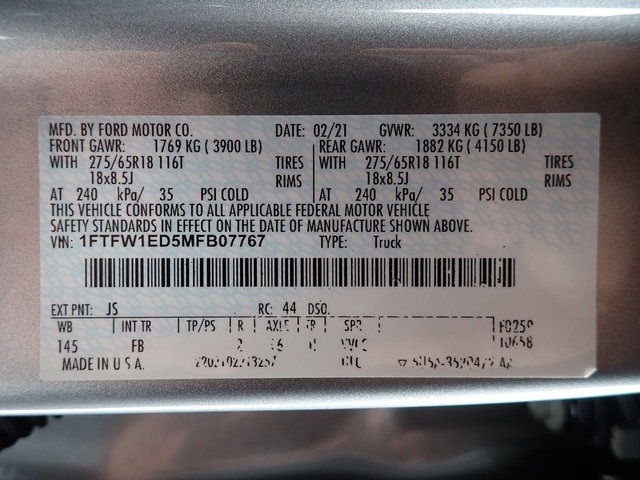 MFD. BY FORD MOTOR CO. DATE: 02/21 GVWR: 3334 KG ( 7350 LB)
FRONT GAWR: 1769 KG ( 3900 LB) REAR GAWR: 1882 KG ( 4150 LB)
WITH 275/65R18 116T TIRES WITH 275/65R18 116T TIRES
18x8.5J RIMS 18x8.5J RIMS
AT 240 kPa/ 35 PSI COLD AT 240 kPa/ 35 PSI COLD
THIS VEHICLE CONFORMS TO ALL APPLICABLE FEDERAL MOTOR VEHICLE
SAFETY STANDARDS IN EFFECT ON THE DATE OF MANUFACTURE SHOWN ABOVE.
VIN: 1FTFW1ED5MFB07767 TYPE: Truck
EXT PNT: JS RC: 44 DSO:
WB INT TR TP/PS R AXLE TR SPR
145 FB
MADE IN U.S.A.